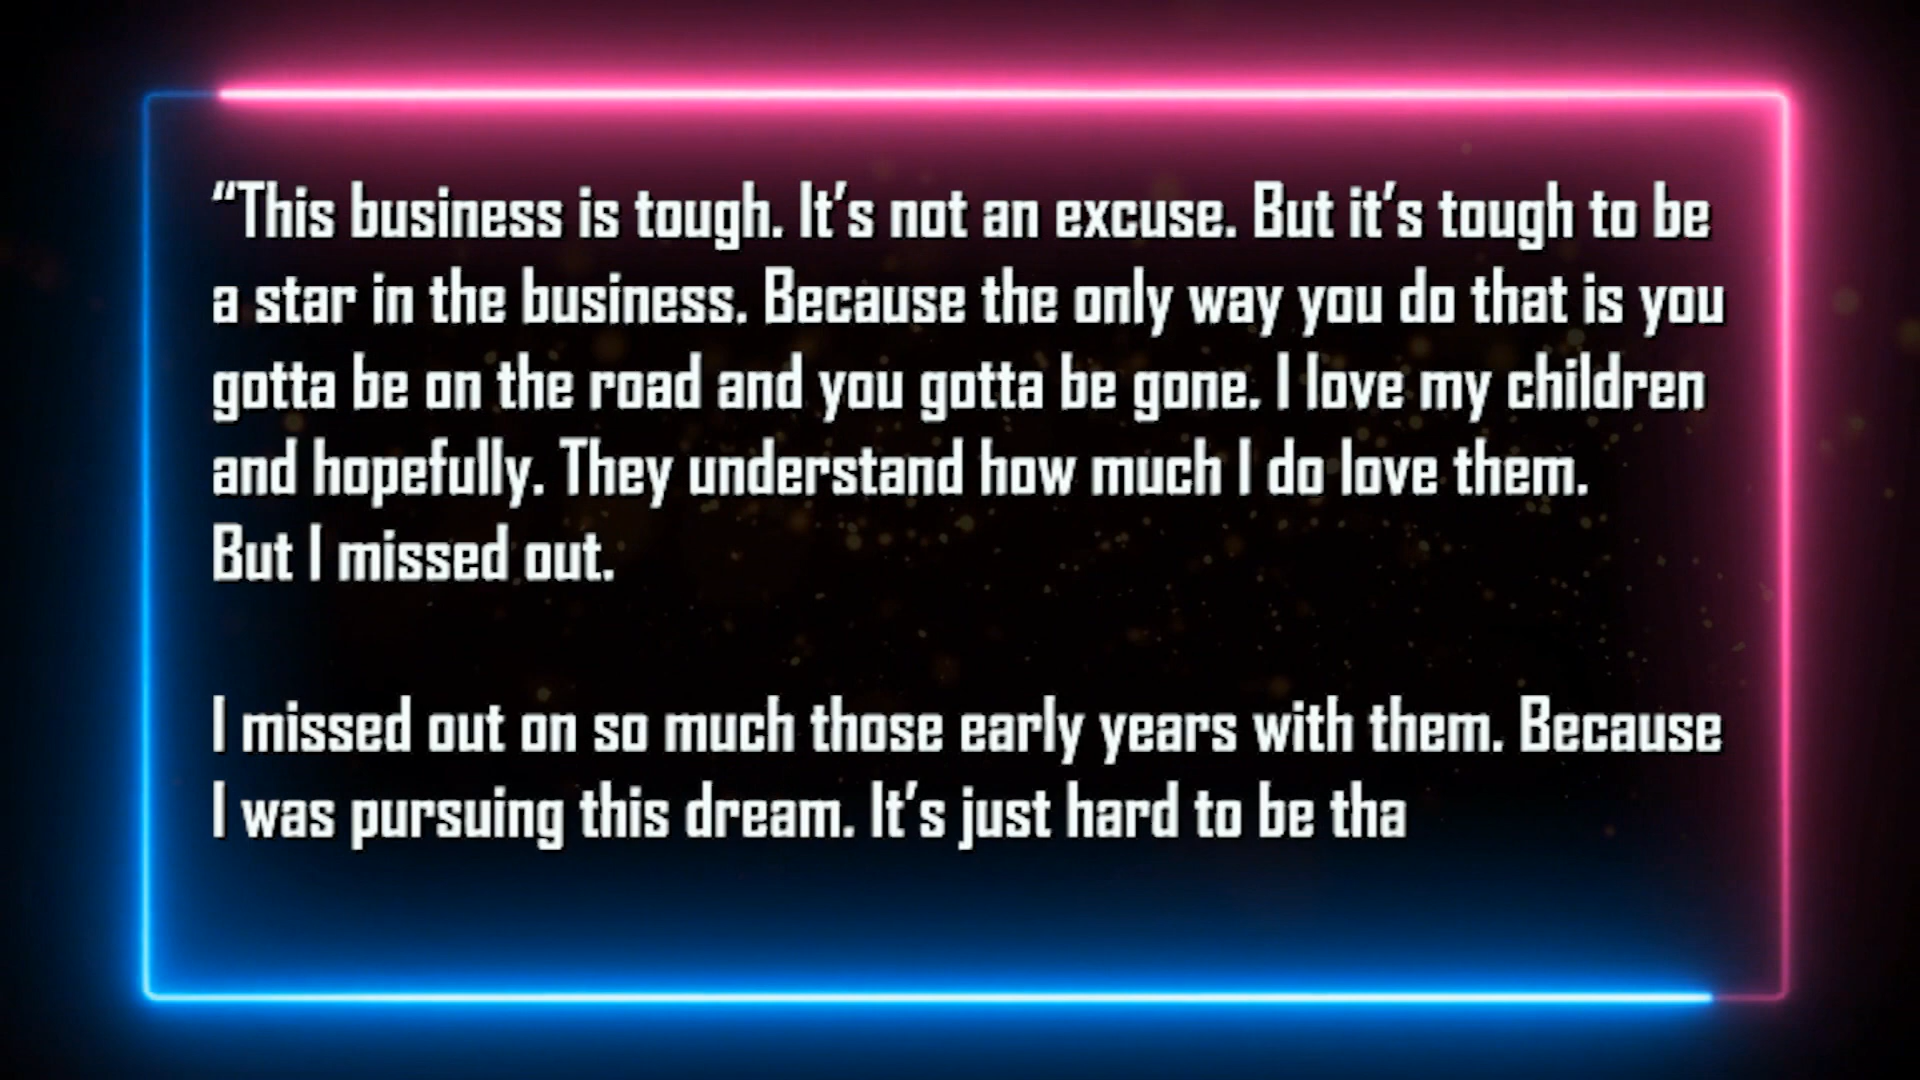 “This business is tough. It’s not an excuse. But it’s tough to be
a star in the business. Because the only way you do that is you
gotta be on the road and you gotta be gone. I love my children
and hopefully. They understand how much I do love them.
But I missed out.
I missed out on so much those early years with them. Because
I was pursuing this dream. It’s just hard to be tha